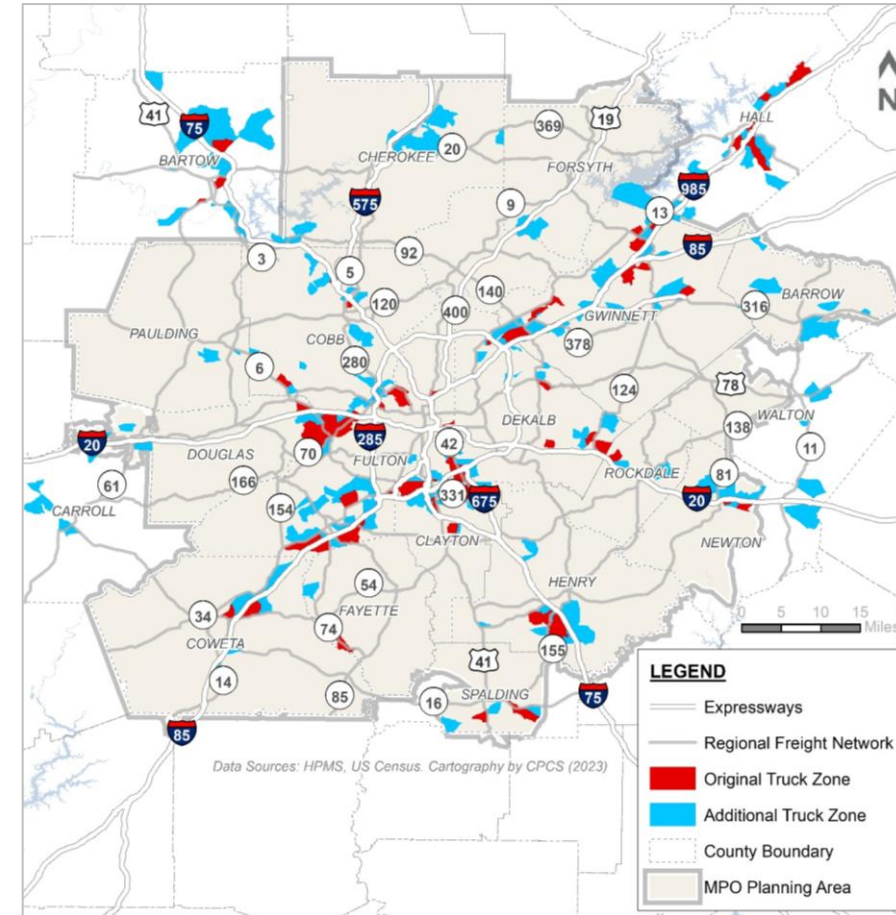 N
19
41
75
HALL
369
BARTOW
CHEROKEE
20
FORSYTH
985
575
9
13
3
92
85
5
140
120
400
316
BARROW
PAULDING
COBB
GWINNETT
378
280
6
124
78
WALTON
DEKALB
138
20
42
11
DOUGLAS
285
70
FULTON
ROCKDALE
81
61
166
331
675
20
CARROLL
154
CLAYTON
NEWTON
54
HENRY
34
FAYETTE
74
0 5 10 15
Miles
COWETA
155
14
41
85
16
SPALDING
75
85
Data Sources: HPMS, US Census. Cartography by CPCS (2023)
LEGEND
Expressways
Regional Freight Network
Original Truck Zone
Additional Truck Zone
County Boundary
MPO Planning Area